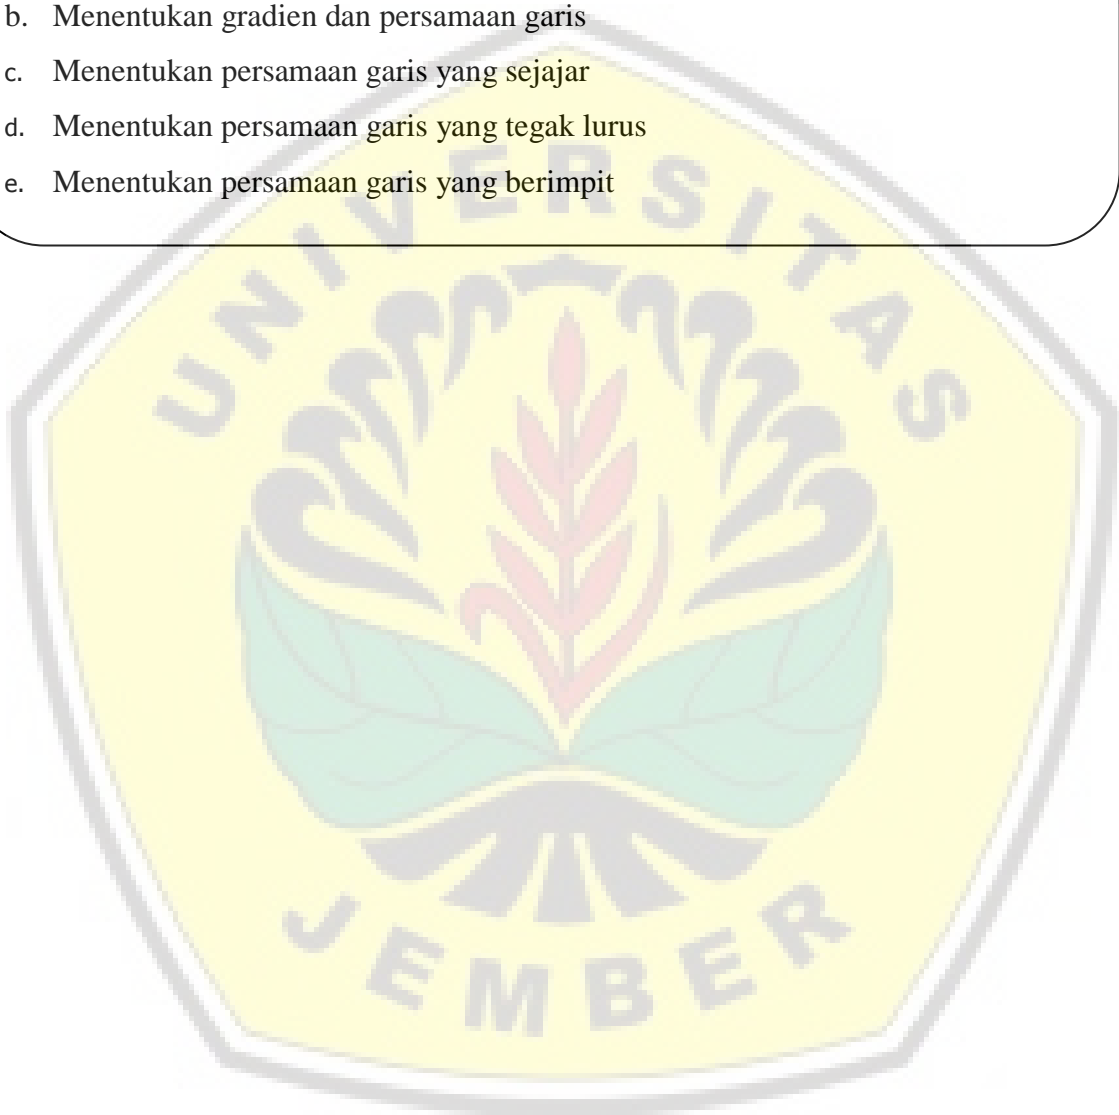 b. Menentukan gradien dan persamaan garis
c. Menentukan persamaan garis yang sejajar
d. Menentukan persamaan garis yang tegak lurus
e. Menentukan persamaan garis yang berimpit
UNIVERSITAS
JEMBER